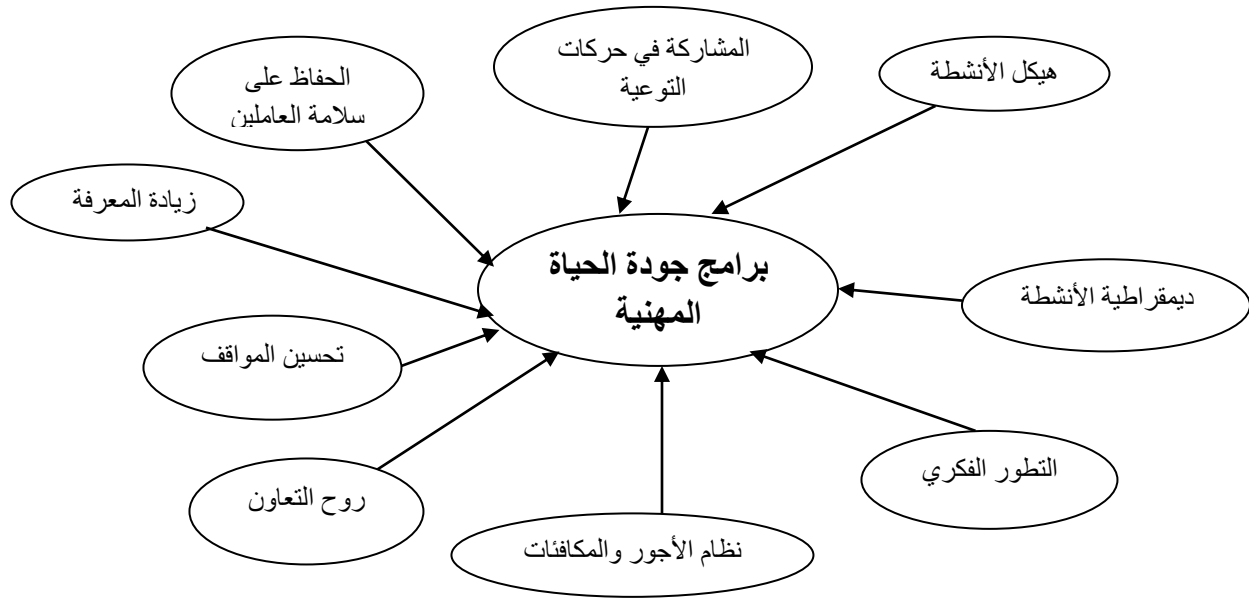 المشاركة في حركات
التوعية
هيكل الأنشطة
الحفاظ على
سلامة العاملين
زيادة المعرفة
برامج جودة الحياة
المهنية
ديمقراطية الأنشطة
تحسين المواقف
التطور الفكري
روح التعاون
نظام الأجور والمكافئات